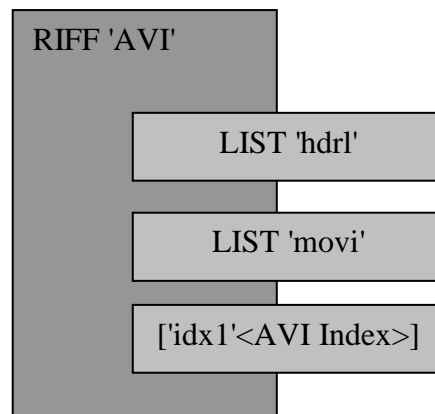 RIFF 'AVI'
LIST 'hdrl'
LIST 'movi'
['idx1'<AVI Index>]